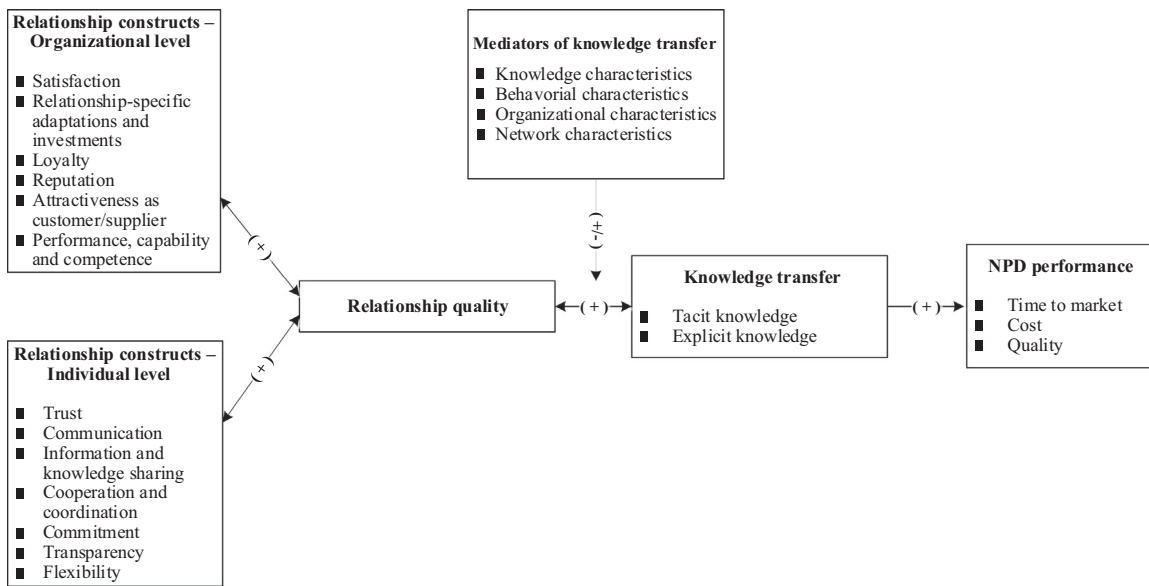 Relationship constructs –
Organizational level
■ Satisfaction
■ Relationship-specific
adaptations and
investments
■ Loyalty
■ Reputation
■ Attractiveness as
customer/supplier
■ Performance, capability
and competence
Mediators of knowledge transfer
■ Knowledge characteristics
■ Behavorial characteristics
■ Organizational characteristics
■ Network characteristics
(+)
(-/+)
Relationship quality
(+)
Knowledge transfer
■ Tacit knowledge
■ Explicit knowledge
(+)
NPD performance
■ Time to market
■ Cost
■ Quality
(+)
Relationship constructs –
Individual level
■ Trust
■ Communication
■ Information and
knowledge sharing
■ Cooperation and
coordination
■ Commitment
■ Transparency
■ Flexibility